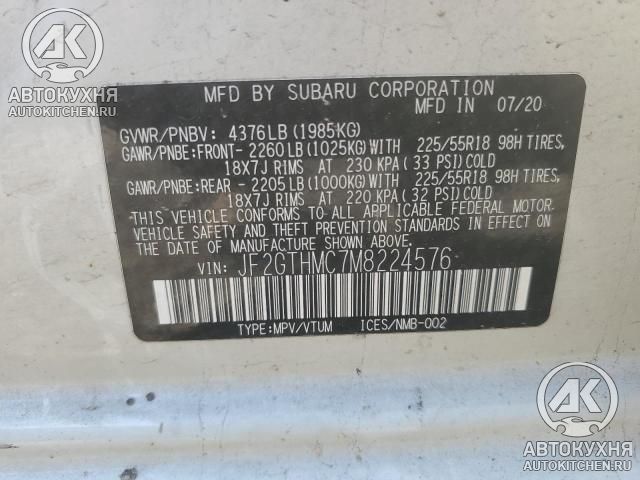 MFD BY SUBARU CORPORATION
MFD IN 07/20
GVWR/PNBV: 4376LB(1985KG)
GAWR/PNBE:FRONT-2260LB(1025KG)WITH 225/55R18 98H TIRES,
18X7J RIMS AT 230 KPA(33 PSI)COLD
GAWR/PNBE:REAR -2205LB(1000KG)WITH 225/55R18 98H TIRES,
18X7J RIMS AT 220 KPA(32 PSI)COLD
THIS VEHICLE CONFORMS TO ALL APPLICABLE FEDERAL MOTOR
VEHICLE SAFETY AND THEFT PREVENTION STANDARDS IN EFFECT
ON THE DATE OF MANUFACTURE SHOWN ABOVE.
VIN: JF2GTHMC7M8224576
TYPE:MPV/VTUM ICES/NMB-002
АК
АВТОКУХНЯ
AUTOKITCHEN.RU
АК
АВТОКУХНЯ
AUTOKITCHEN.RU